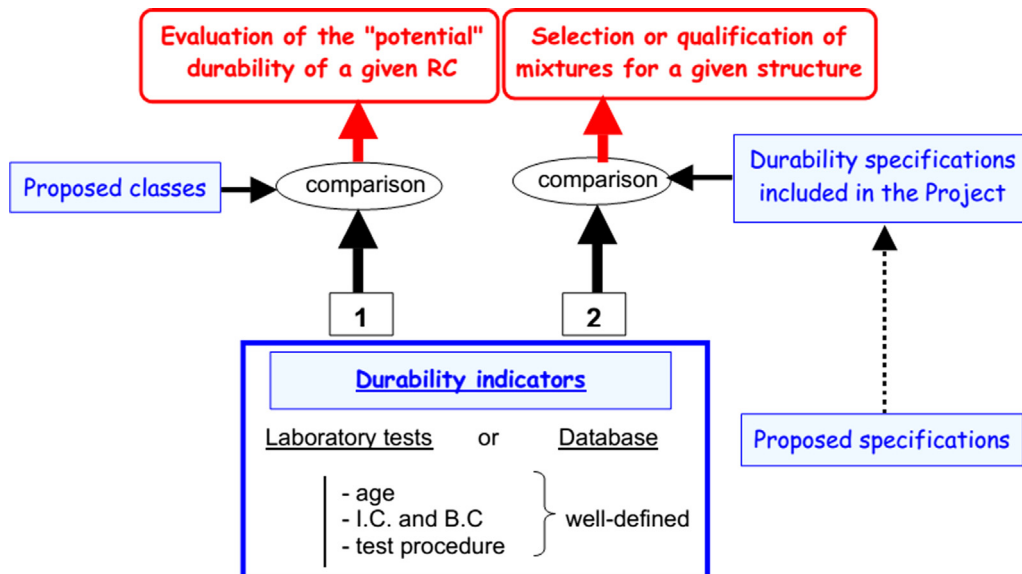 Evaluation of the "potential"
durability of a given RC
Selection or qualification of
mixtures for a given structure
Proposed classes
comparison
comparison
Durability specifications
included in the Project
1
2
Durability indicators
Laboratory tests or Database
- age
- I.C. and B.C
- test procedure
well-defined
Proposed specifications